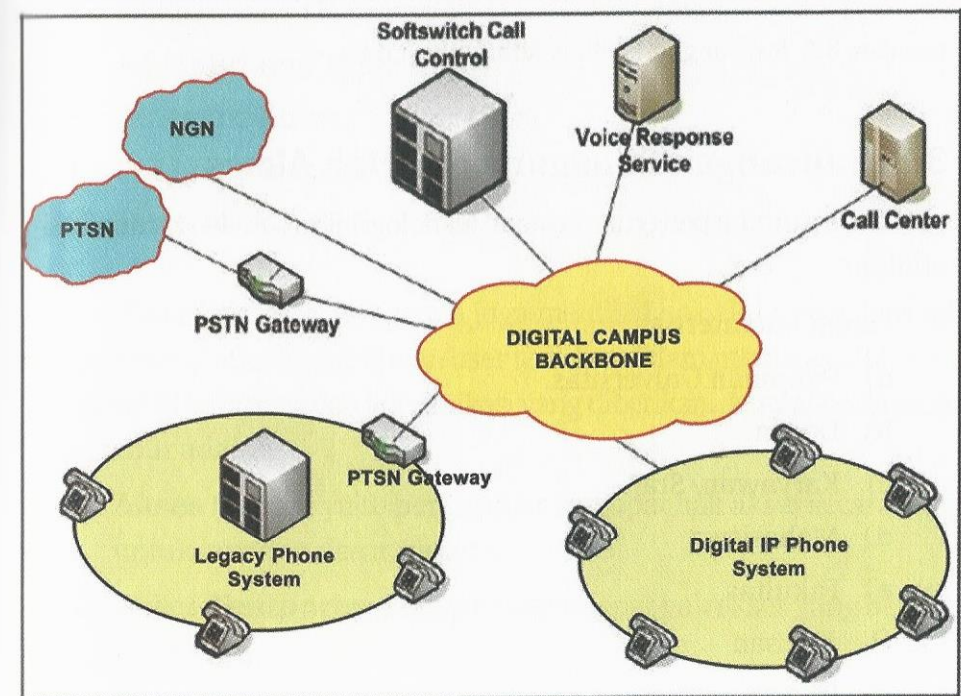 Softswitch Call
Control
NGN
Voice Response
Service
PTSN
Call Center
PSTN Gateway
DIGITAL CAMPUS
BACKBONE
PTSN Gateway
Legacy Phone
System
Digital IP Phone
System